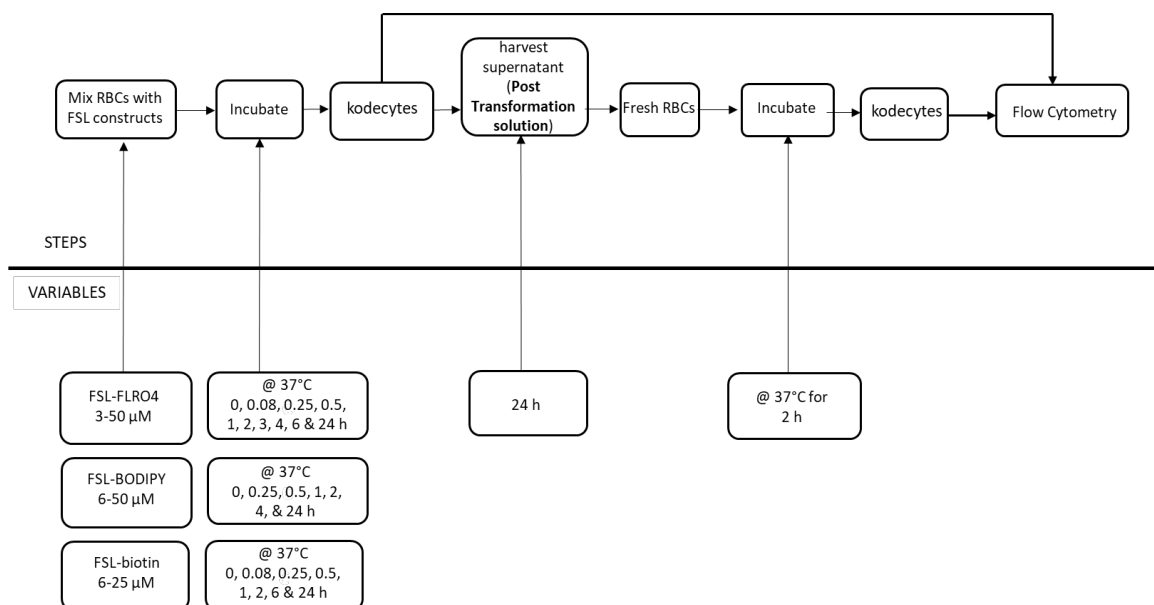 Mix RBCs with
FSL constructs
Incubate
kodecytes
harvest
supernatant
(Post
Transformation
solution)
Fresh RBCs
Incubate
kodecytes
Flow Cytometry
STEPS
VARIABLES
FSL-FLRO4
3-50 µM
@ 37°C
0, 0.08, 0.25, 0.5,
1, 2, 3, 4, 6 & 24 h
24 h
@ 37°C for
2 h
FSL-BODIPY
6-50 µM
@ 37°C
0, 0.25, 0.5, 1, 2,
4, & 24 h
FSL-biotin
6-25 µM
@ 37°C
0, 0.08, 0.25, 0.5,
1, 2, 6 & 24 h